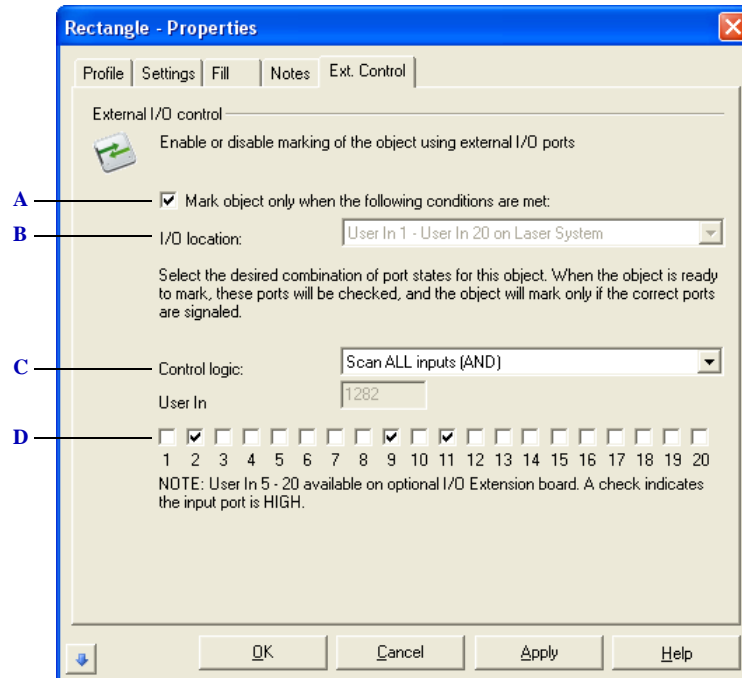 Rectangle - Properties
Profile Settings Fill Notes Ext. Control
External I/O control
Enable or disable marking of the object using external I/O ports
A Mark object only when the following conditions are met:
B I/O location: User In 1 - User In 20 on Laser System
Select the desired combination of port states for this object. When the object is ready
to mark, these ports will be checked, and the object will mark only if the correct ports
are signaled.
C Control logic: Scan ALL inputs (AND)
User In 1282
D
1 2 3 4 5 6 7 8 9 10 11 12 13 14 15 16 17 18 19 20
NOTE: User In 5 - 20 available on optional I/O Extension board. A check indicates
the input port is HIGH.
OK Cancel Apply Help